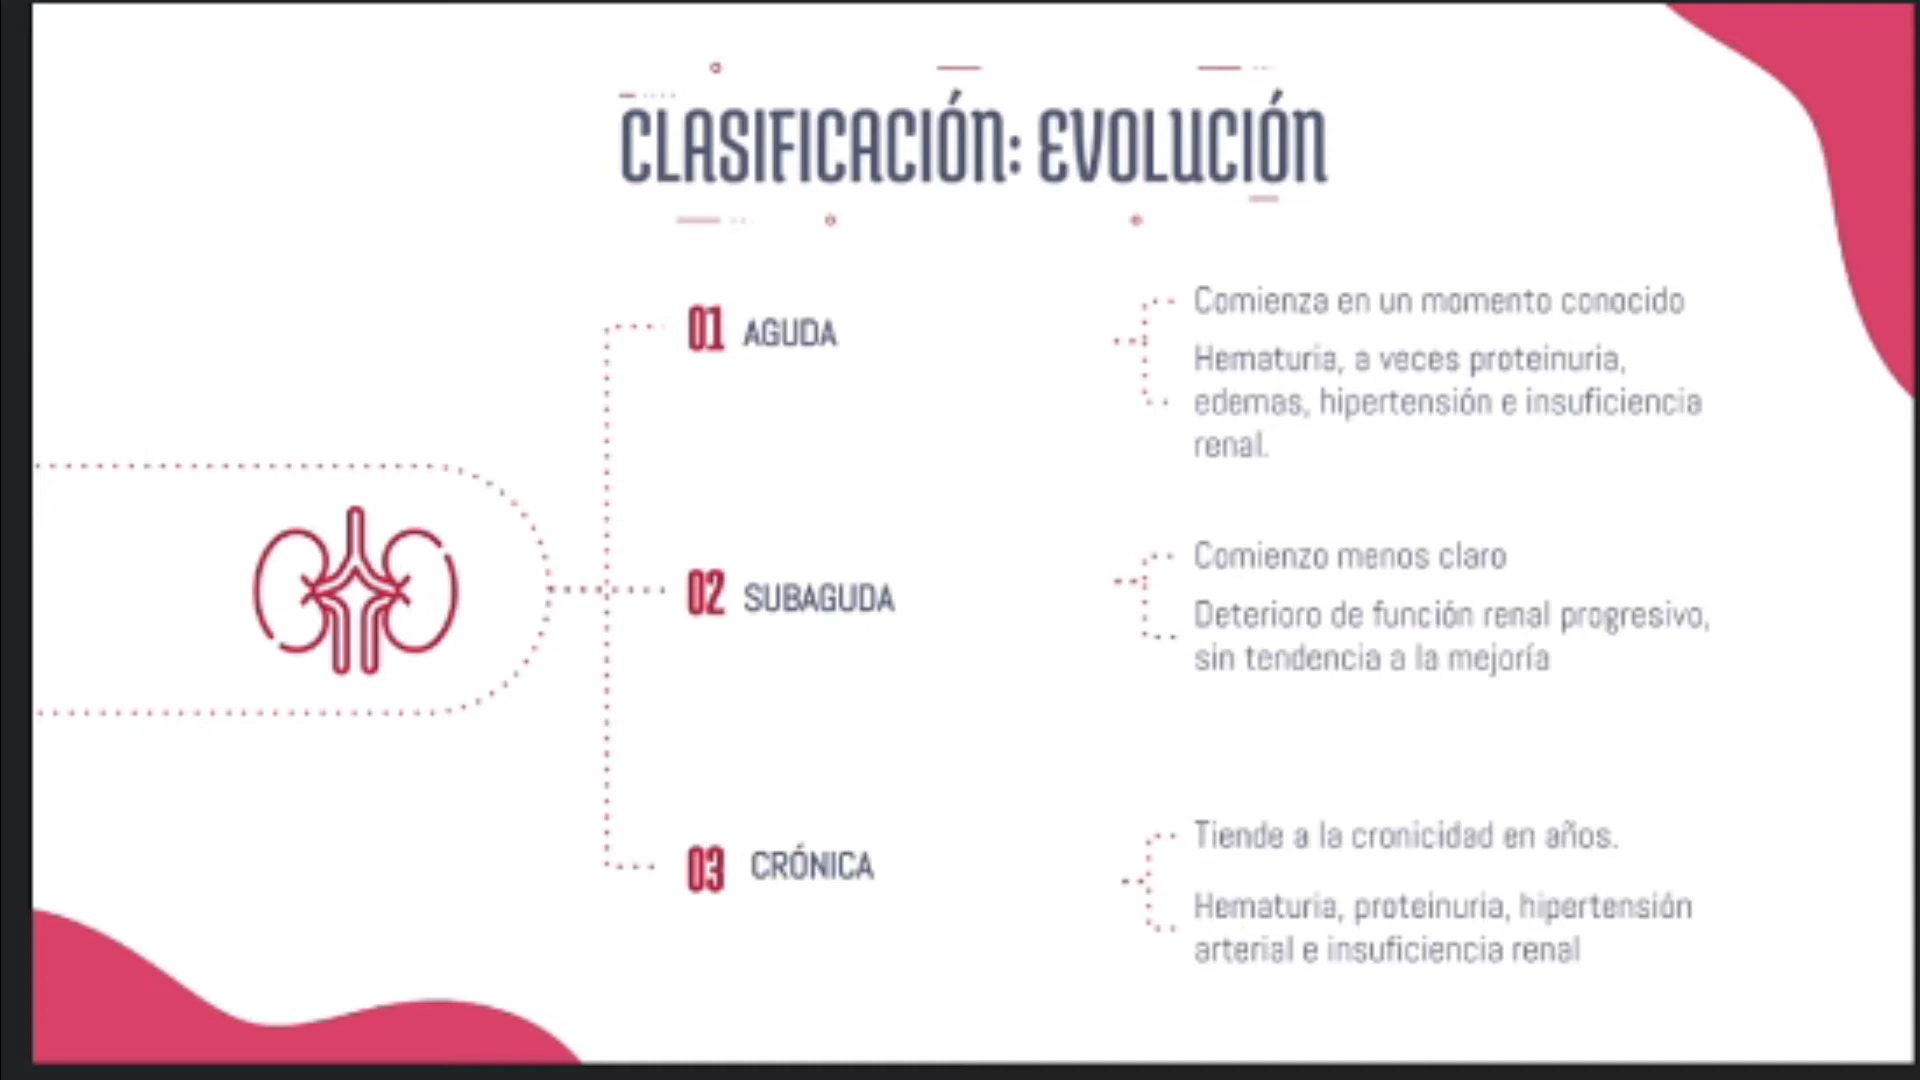 CLASIFICACIÓN: EVOLUCIÓN
01 AGUDA
Comienza en un momento conocido
Hematuria, a veces proteinuria,
edemas, hipertensión e insuficiencia
renal.
02 SUBAGUDA
Comienzo menos claro
Deterioro de función renal progresivo,
sin tendencia a la mejoría
03 CRÓNICA
Tiende a la cronicidad en años.
Hematuria, proteinuria, hipertensión
arterial e insuficiencia renal